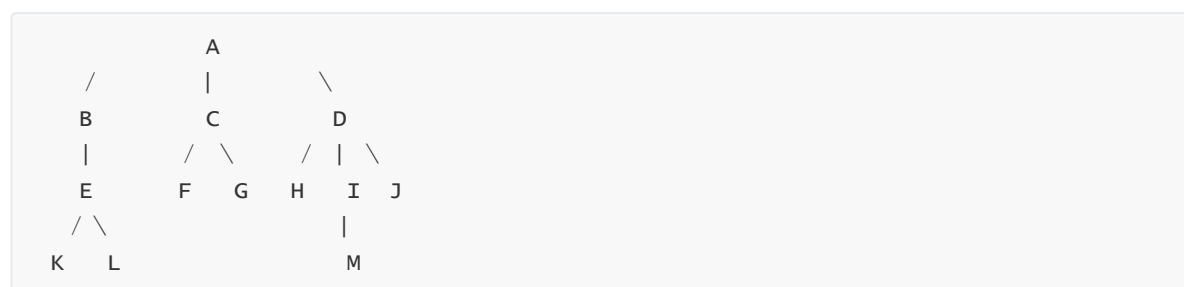 A
/ | \
B C D
| / \ / | \
E F G H I J
/ \ |
K L M